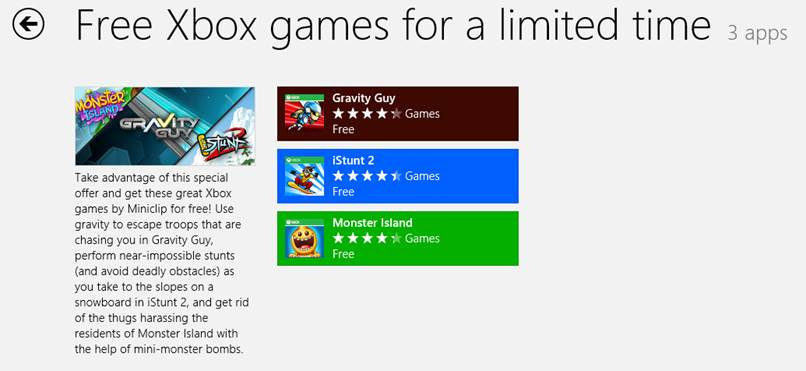 Free Xbox games for a limited time 3 apps
MONSTER
ISLAND
GRAVITY
GUY
iStunt 2
Take advantage of this special
offer and get these great Xbox
games by Miniclip for free! Use
gravity to escape troops that are
chasing you in Gravity Guy,
perform near-impossible stunts
(and avoid deadly obstacles) as
you take to the slopes on a
snowboard in iStunt 2, and get rid
of the thugs harassing the
residents of Monster Island with
the help of mini-monster bombs.
XBOX
Gravity Guy
Games
Free
XBOX
iStunt 2
Games
Free
XBOX
Monster Island
Games
Free